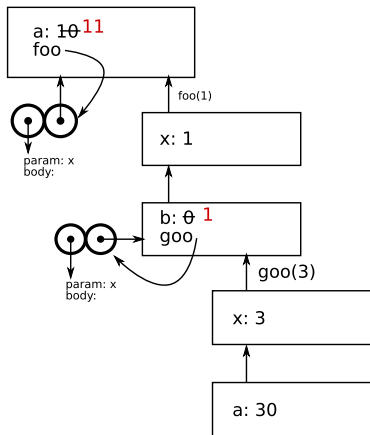 a: 10 11
foo
foo(1)
param: x
body:
x: 1
b: 0 1
goo
goo(3)
param: x
body:
x: 3
a: 30